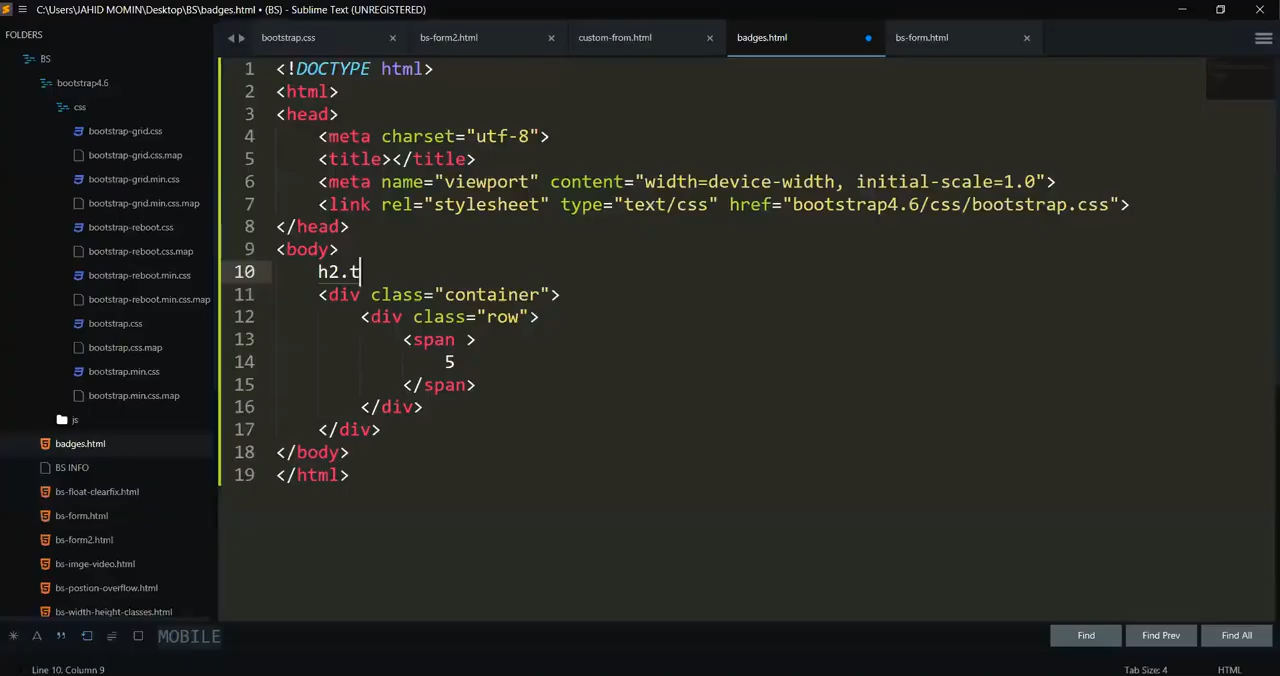 C:\Users\JAHID MOMIN\Desktop\BS\badges.html • (BS) - Sublime Text (UNREGISTERED)
FOLDERS
BS
bootstrap4.6
css
bootstrap-grid.css
bootstrap-grid.css.map
bootstrap-grid.min.css
bootstrap-grid.min.css.map
bootstrap-reboot.css
bootstrap-reboot.css.map
bootstrap-reboot.min.css
bootstrap-reboot.min.css.map
bootstrap.css
bootstrap.css.map
bootstrap.min.css
bootstrap.min.css.map
js
badges.html
BS INFO
bs-float-clearfix.html
bs-form.html
bs-form2.html
bs-imge-video.html
bs-postion-overflow.html
bs-width-height-classes.html
bootstrap.css bs-form2.html custom-from.html badges.html bs-form.html
1 <!DOCTYPE html>
2 <html>
3 <head>
4 <meta charset="utf-8">
5 <title></title>
6 <meta name="viewport" content="width=device-width, initial-scale=1.0">
7 <link rel="stylesheet" type="text/css" href="bootstrap4.6/css/bootstrap.css">
8 </head>
9 <body>
10 h2.t
11 <div class="container">
12 <div class="row">
13 <span >
14 5
15 </span>
16 </div>
17 </div>
18 </body>
19 </html>
MOBILE
Find Find Prev Find All
Line 10, Column 9
Tab Size: 4 HTML